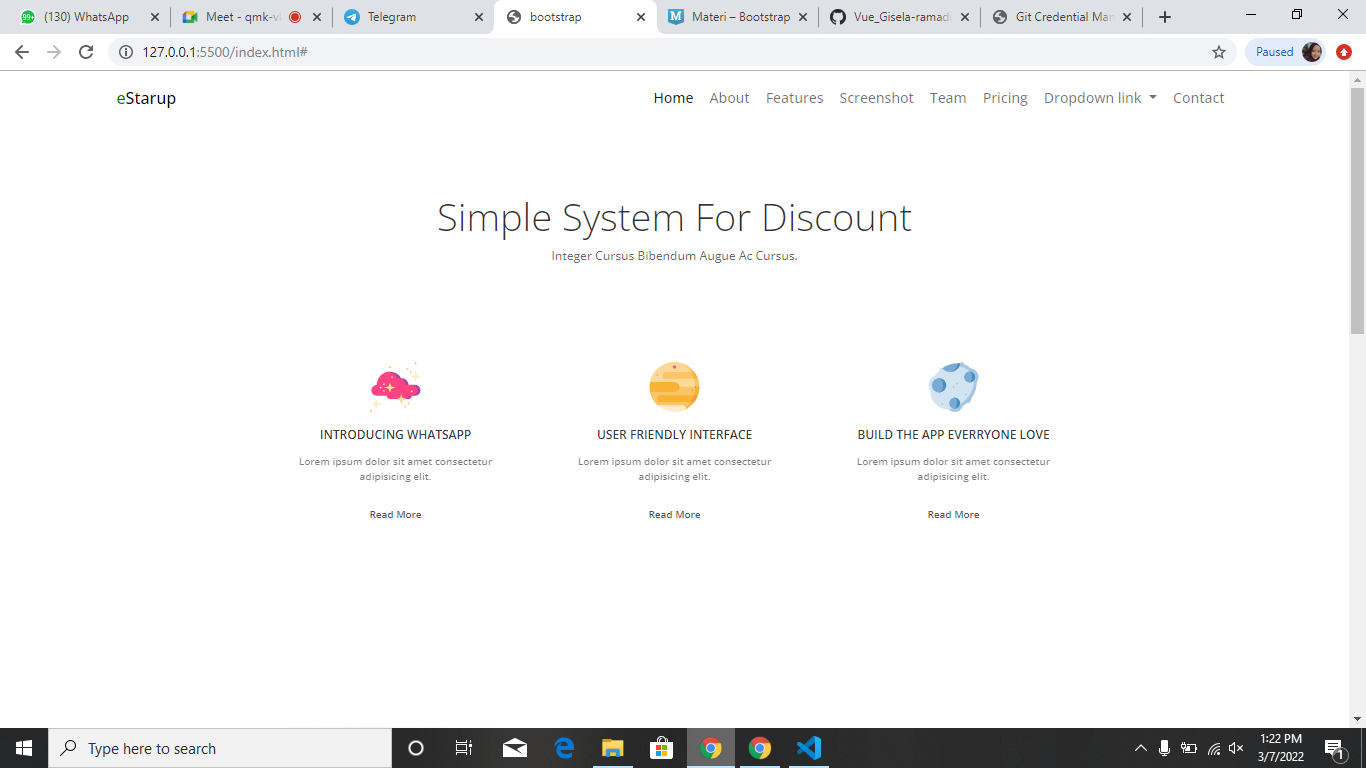 (130) WhatsApp
Meet - qmk-v
Telegram
bootstrap
Materi – Bootstrap
Vue_Gisela-ramad
Git Credential Man
127.0.0.1:5500/index.html#
Paused
eStarup
Home About Features Screenshot Team Pricing Dropdown link Contact
Simple System For Discount
Integer Cursus Bibendum Augue Ac Cursus.
INTRODUCING WHATSAPP
Lorem ipsum dolor sit amet consectetur
adipisicing elit.
Read More
USER FRIENDLY INTERFACE
Lorem ipsum dolor sit amet consectetur
adipisicing elit.
Read More
BUILD THE APP EVERRYONE LOVE
Lorem ipsum dolor sit amet consectetur
adipisicing elit.
Read More
Type here to search
1:22 PM
3/7/2022
1